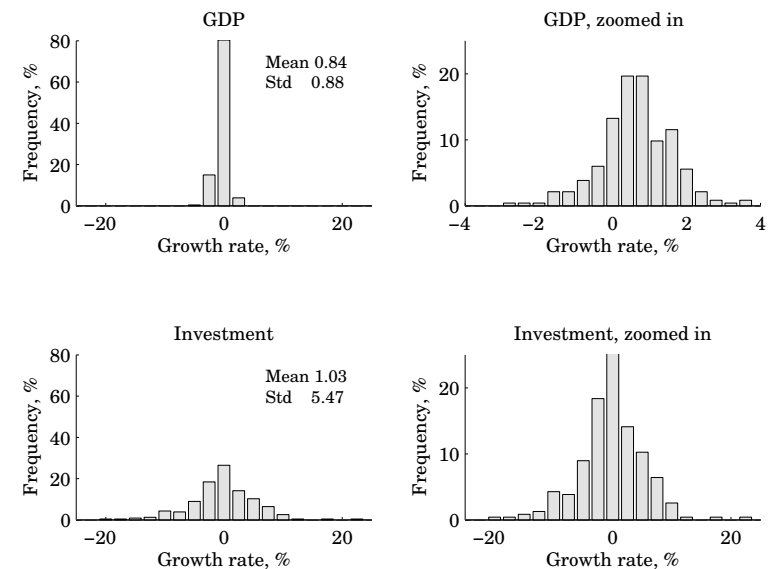 GDP
Frequency, %
80
60
40
20
0
Mean 0.84
Std 0.88
−20 0 20
Growth rate, %
GDP, zoomed in
Frequency, %
20
10
0
−4 −2 0 2 4
Growth rate, %
Investment
Frequency, %
80
60
40
20
0
Mean 1.03
Std 5.47
−20 0 20
Growth rate, %
Investment, zoomed in
Frequency, %
20
10
0
−20 0 20
Growth rate, %